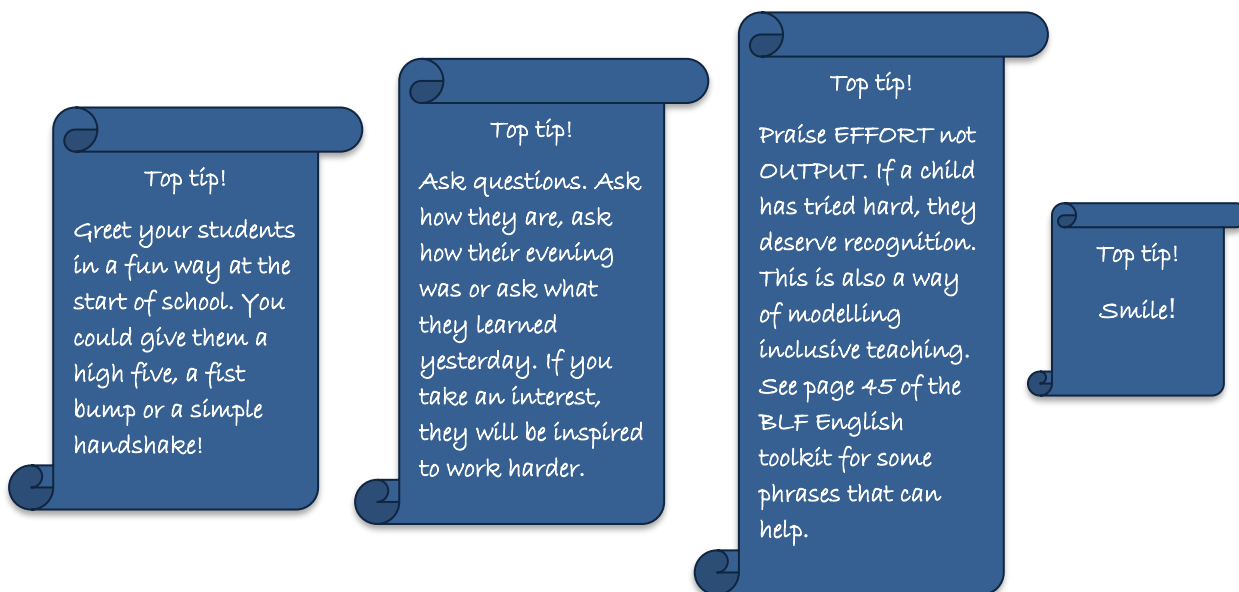 Top tip!
Greet your students
in a fun way at the
start of school. You
could give them a
high five, a fist
bump or a simple
handshake!
Top tip!
Ask questions. Ask
how they are, ask
how their evening
was or ask what
they learned
yesterday. If you
take an interest,
they will be inspired
to work harder.
Top tip!
Praise EFFORT not
OUTPUT. If a child
has tried hard, they
deserve recognition.
This is also a way
of modelling
inclusive teaching.
See page 45 of the
BLF English
toolkit for some
phrases that can
help.
Top tip!
Smile!